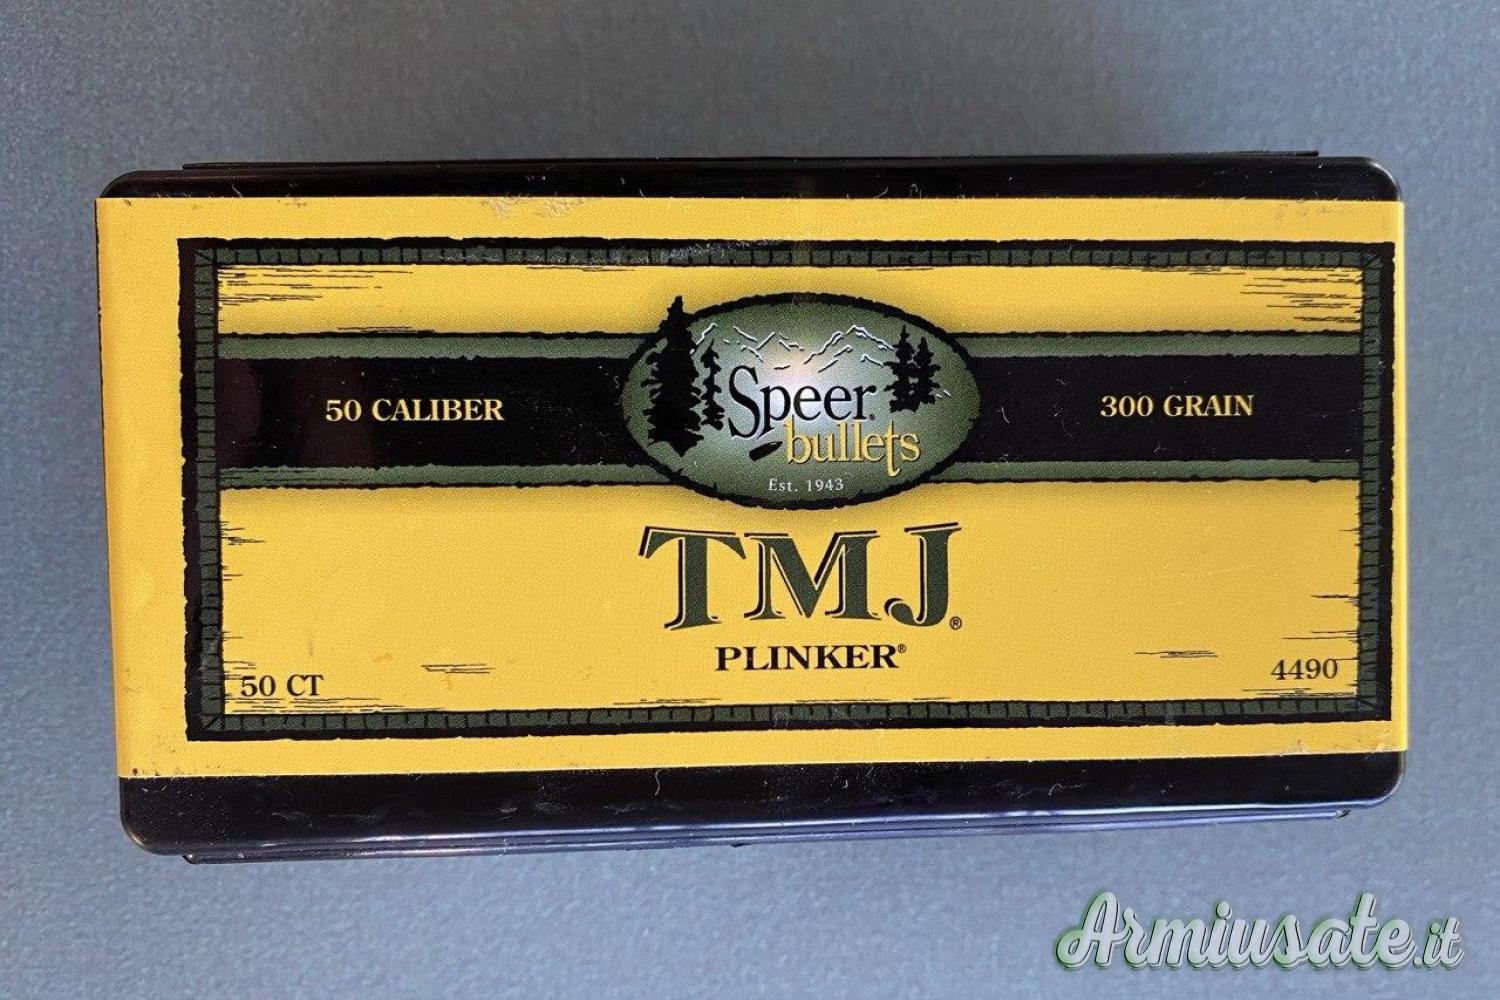 50 CALIBER
Speer®
bullets
Est. 1943
300 GRAIN
TMJ®
PLINKER®
50 CT
4490
Armiusate.it